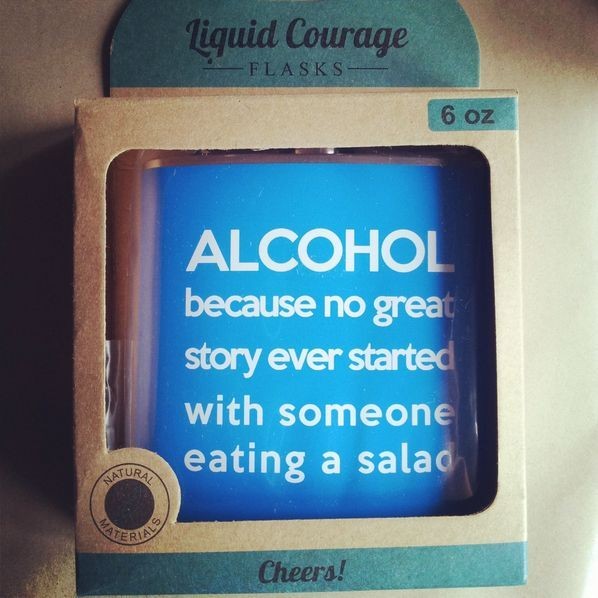 Liquid Courage
FLASKS
6 oz
ALCOHOL
because no great
story ever started
with someone
eating a salad
NATURAL
MATERIALS
Cheers!